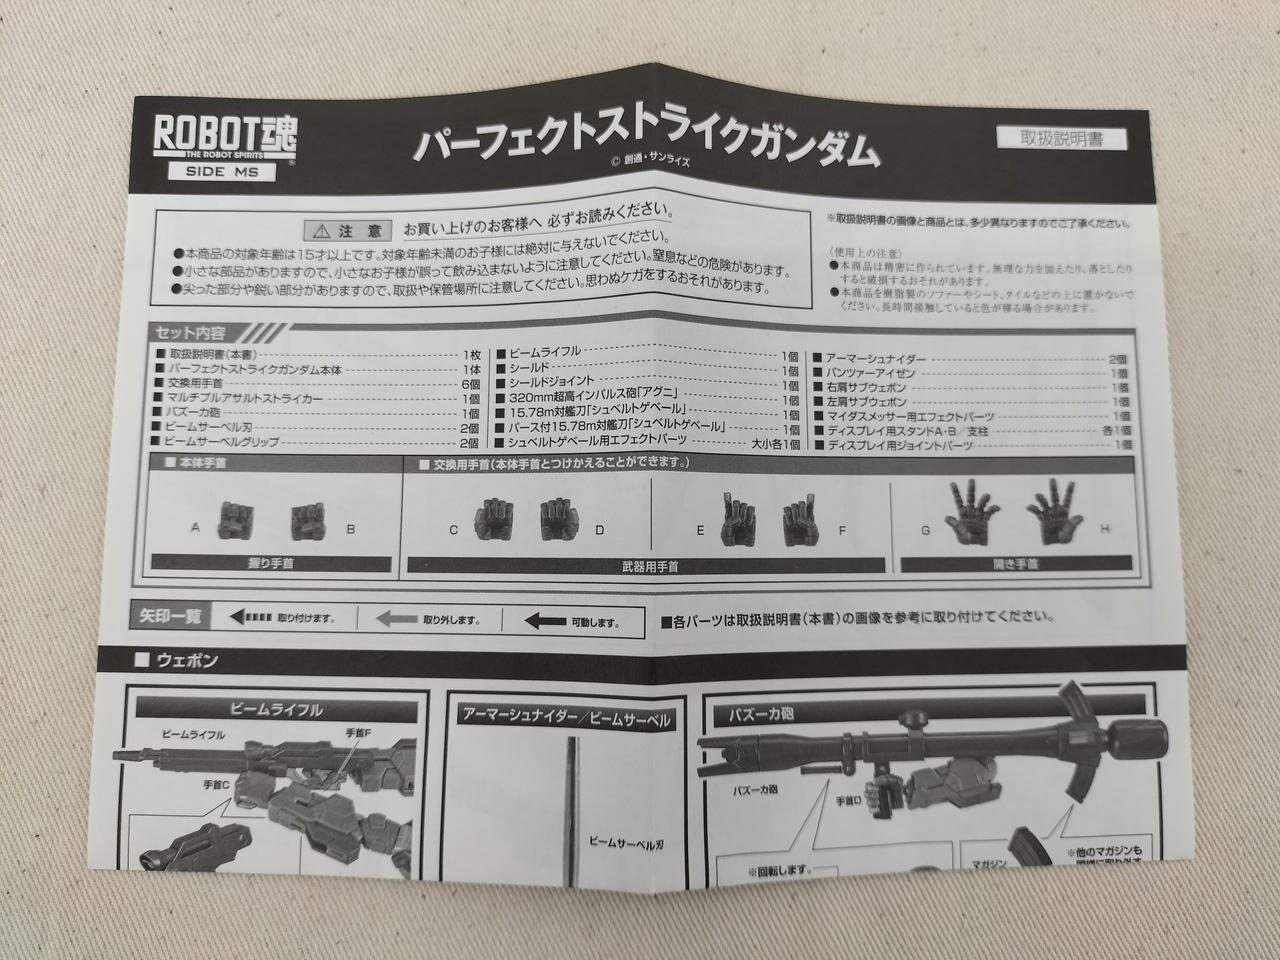 ROBOT魂
THE ROBOT SPIRITS
SIDE MS
パーフェクトストライクガンダム
© 創通・サンライズ
取扱説明書
⚠ 注 意 お買い上げのお客様へ 必ずお読みください。
●本商品の対象年齢は15才以上です。対象年齢未満のお子様には絶対に与えないでください。
●小さな部品がありますので、小さなお子様が誤って飲み込まないように注意してください。窒息などの危険があります。
●尖った部分や鋭い部分がありますので、取扱や保管場所に注意してください。思わぬケガをするおそれがあります。
※取扱説明書の画像と商品とは、多少異なりますのでご了承ください。
〈使用上の注意〉
●本商品は精密に作られています。無理な力を加えたり、落としたり
すると破損するおそれがあります。
●本商品を樹脂製のソファーやシート、タイルなどの上に置かないで
ください。長時間接触していると色が移る場合があります。
セット内容
■取扱説明書(本書) 1枚
■パーフェクトストライクガンダム本体 1体
■交換用手首 6個
■マルチプルアサルトストライカー 1個
■バズーカ砲 1個
■ビームサーベル刃 2個
■ビームサーベルグリップ 2個
■ビームライフル 1個
■シールド 1個
■シールドジョイント 1個
■320mm超高インパルス砲「アグニ」 1個
■15.78m対艦刀「シュベルトゲベール」 1個
■パース付15.78m対艦刀「シュベルトゲベール」 1個
■シュベルトゲベール用エフェクトパーツ 大小各1個
■アーマーシュナイダー 2個
■パンツァーアイゼン 1個
■右肩サブウェポン 1個
■左肩サブウェポン 1個
■マイダスメッサー用エフェクトパーツ 1個
■ディスプレイ用スタンドA・B/支柱 各1個
■ディスプレイ用ジョイントパーツ 1個
■本体手首
■交換用手首(本体手首とつけかえることができます。)
A B C D E F G H
握り手首
武器用手首
開き手首
矢印一覧 取り付けます。 取り外します。 可動します。
■各パーツは取扱説明書(本書)の画像を参考に取り付けてください。
■ウェポン
ビームライフル
ビームライフル
手首F
手首C
アーマーシュナイダー/ビームサーベル
ビームサーベル刃
バズーカ砲
バズーカ砲
手首D
※回転します。
マガジン
※他のマガジンも
同様に取り外す